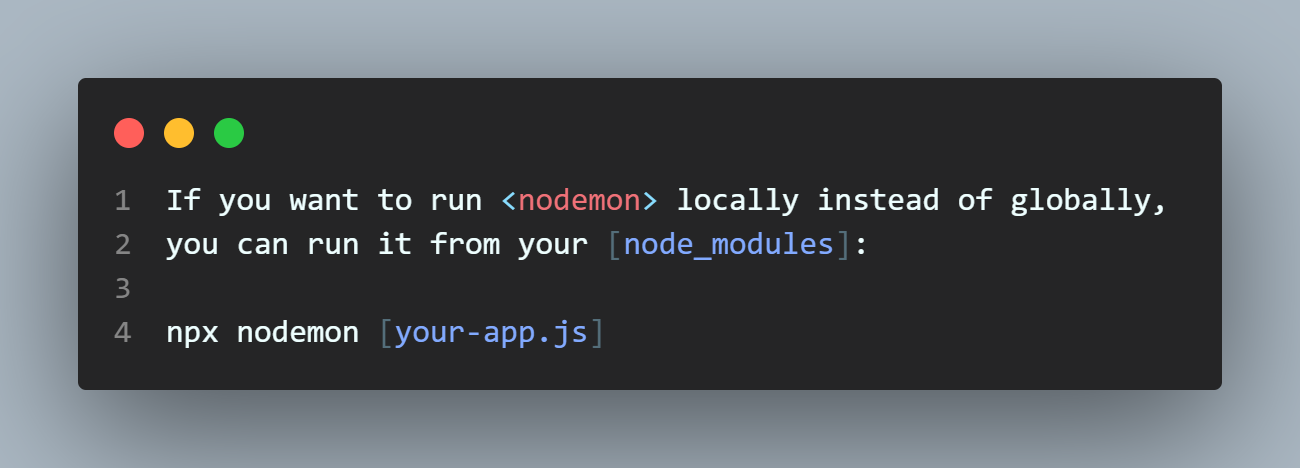 1 If you want to run <nodemon> locally instead of globally,
2 you can run it from your [node_modules]:
3
4 npx nodemon [your-app.js]